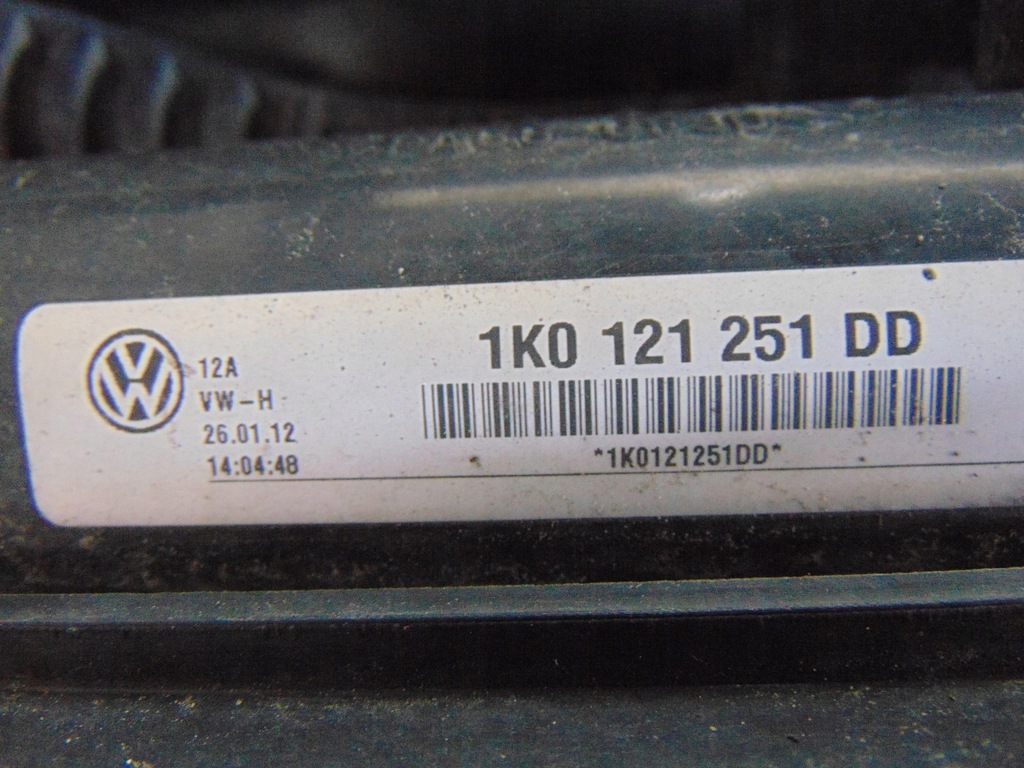 1K0 121 251 DD
12A
VW-H
26.01.12
14:04:48
*1K0121251DD*